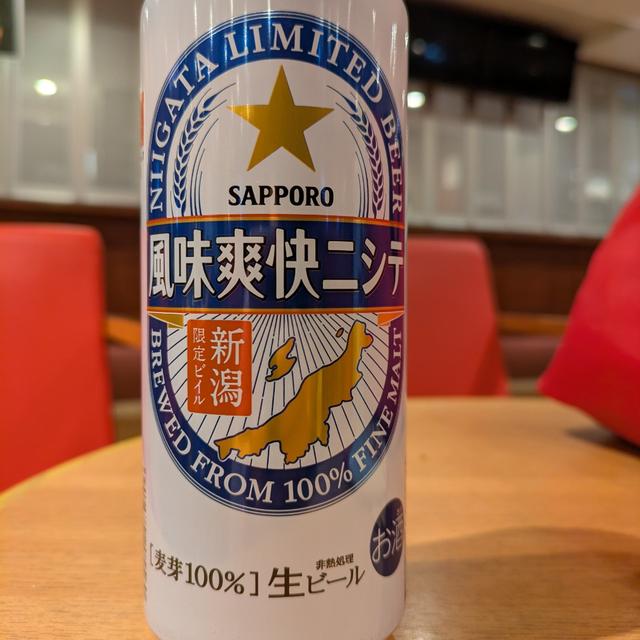 NIIGATA LIMITED BEER
SAPPORO
風味爽快ニシテ
新潟
限定ビイル
BREWED FROM 100% FINE MALT
お酒
[麦芽100%]
非熱処理
生ビール